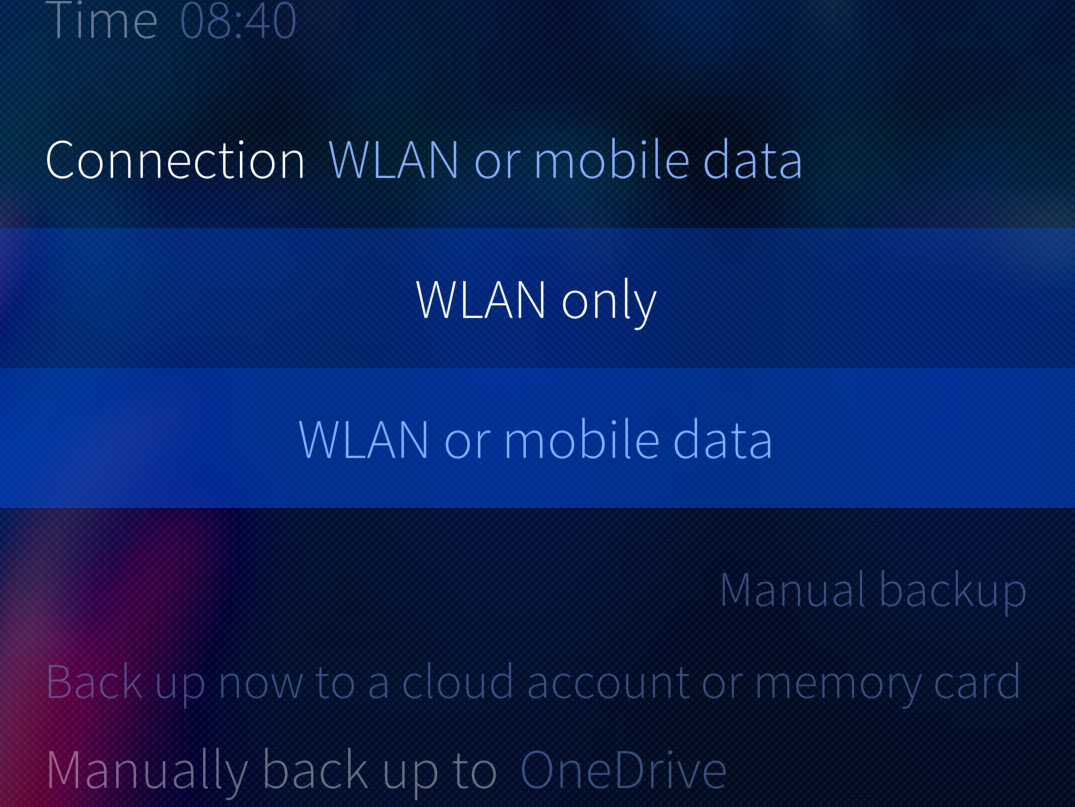 Time 08:40
Connection WLAN or mobile data
WLAN only
WLAN or mobile data
Manual backup
Back up now to a cloud account or memory card
Manually back up to OneDrive